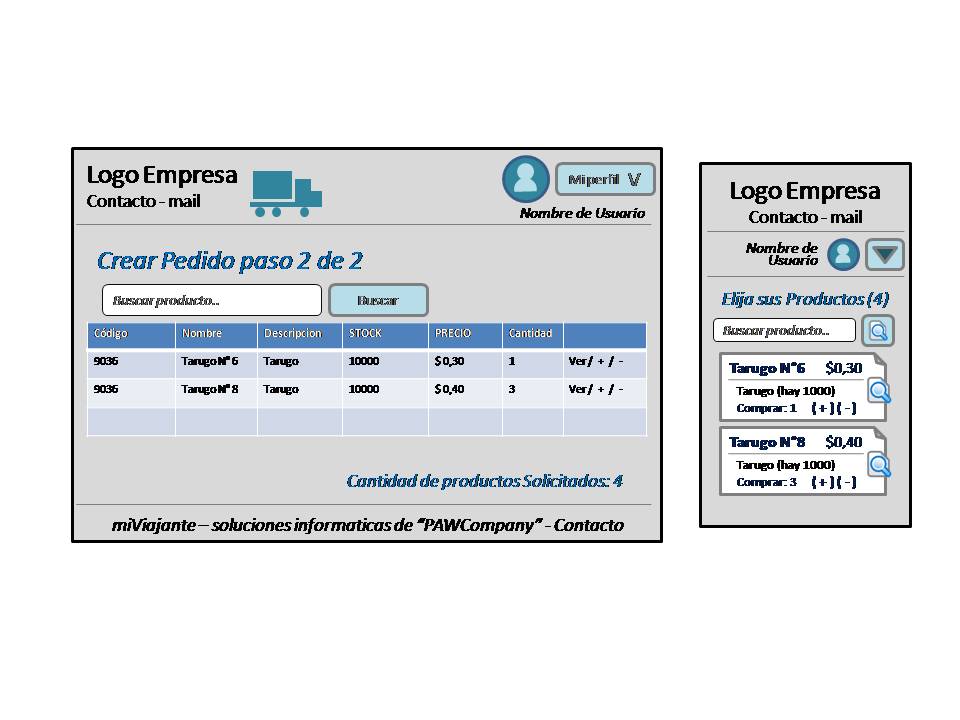 Logo Empresa
Contacto - mail
Mi perfil V
Nombre de Usuario
Crear Pedido paso 2 de 2
Buscar producto...
Buscar
Código Nombre Descripcion STOCK PRECIO Cantidad
9036 Tarugo N° 6 Tarugo 10000 $ 0,30 1 Ver / + / -
9036 Tarugo N° 8 Tarugo 10000 $ 0,40 3 Ver / + / -
Cantidad de productos Solicitados: 4
miViajante – soluciones informaticas de “PAWCompany” - Contacto
Logo Empresa
Contacto - mail
Nombre de
Usuario
Elija sus Productos (4)
Buscar producto...
Tarugo N°6 $0,30
Tarugo (hay 1000)
Comprar: 1 ( + ) ( - )
Tarugo N°8 $0,40
Tarugo (hay 1000)
Comprar: 3 ( + ) ( - )